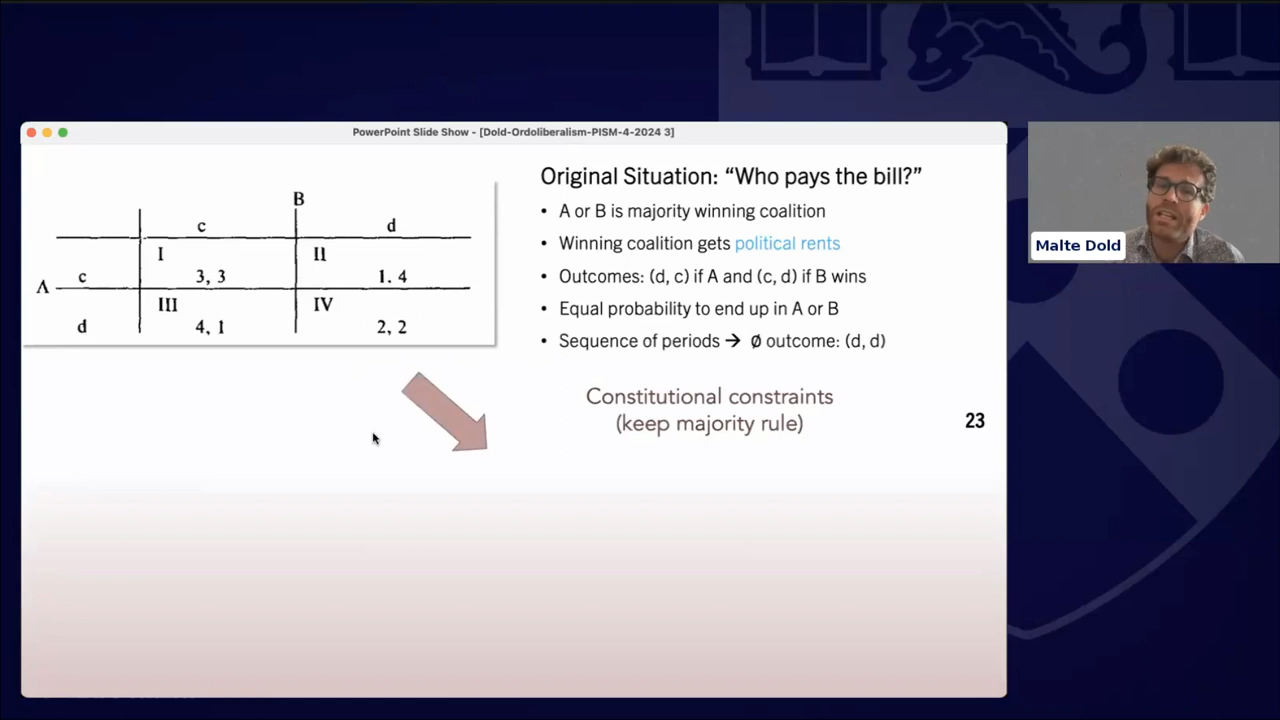 PowerPoint Slide Show - [Dold-Ordoliberalism-PISM-4-2024 3]
B
c d
I II
A c 3, 3 1. 4
III IV
d 4, 1 2, 2
Original Situation: “Who pays the bill?”
• A or B is majority winning coalition
• Winning coalition gets political rents
• Outcomes: (d, c) if A and (c, d) if B wins
• Equal probability to end up in A or B
• Sequence of periods → Ø outcome: (d, d)
Constitutional constraints
(keep majority rule)
23
Malte Dold